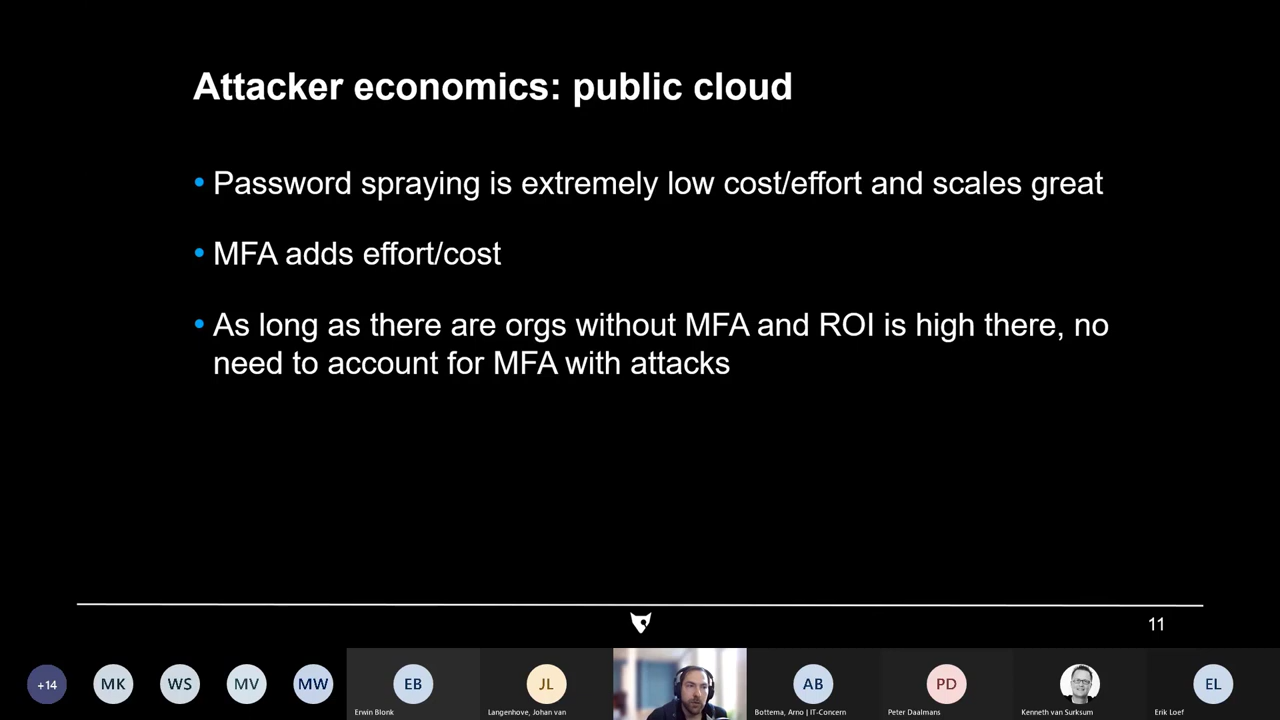 Attacker economics: public cloud
• Password spraying is extremely low cost/effort and scales great
• MFA adds effort/cost
• As long as there are orgs without MFA and ROI is high there, no
need to account for MFA with attacks
11
+14
MK
WS
MV
MW
EB
Erwin Blonk
JL
Langenhove, Johan van
AB
Bottema, Arno | IT-Concern
PD
Peter Daalmans
Kenneth van Surksum
EL
Erik Loef